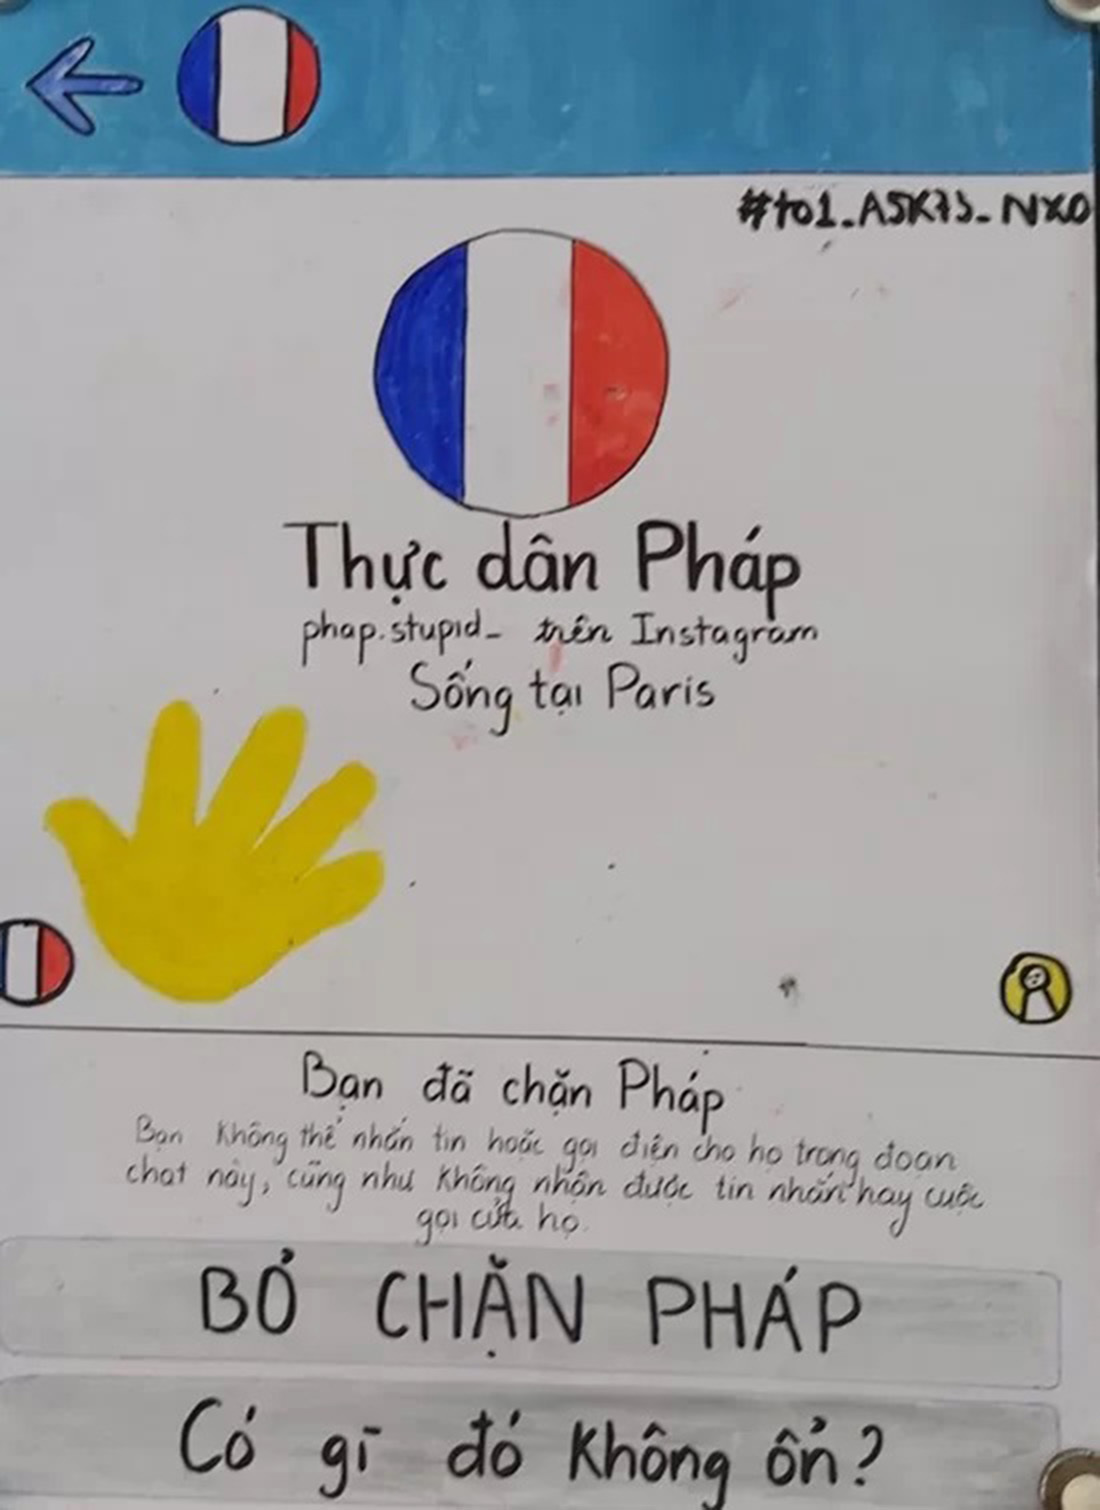 #to1_A5K73_NXO
Thực dân Pháp
phap.stupid_ trên Instagram
Sống tại Paris
Bạn đã chặn Pháp
Bạn không thể nhắn tin hoặc gọi điện cho họ trong đoạn
chat này, cũng như không nhận được tin nhắn hay cuộc
gọi của họ.
BỎ CHẶN PHÁP
Có gì đó không ổn?